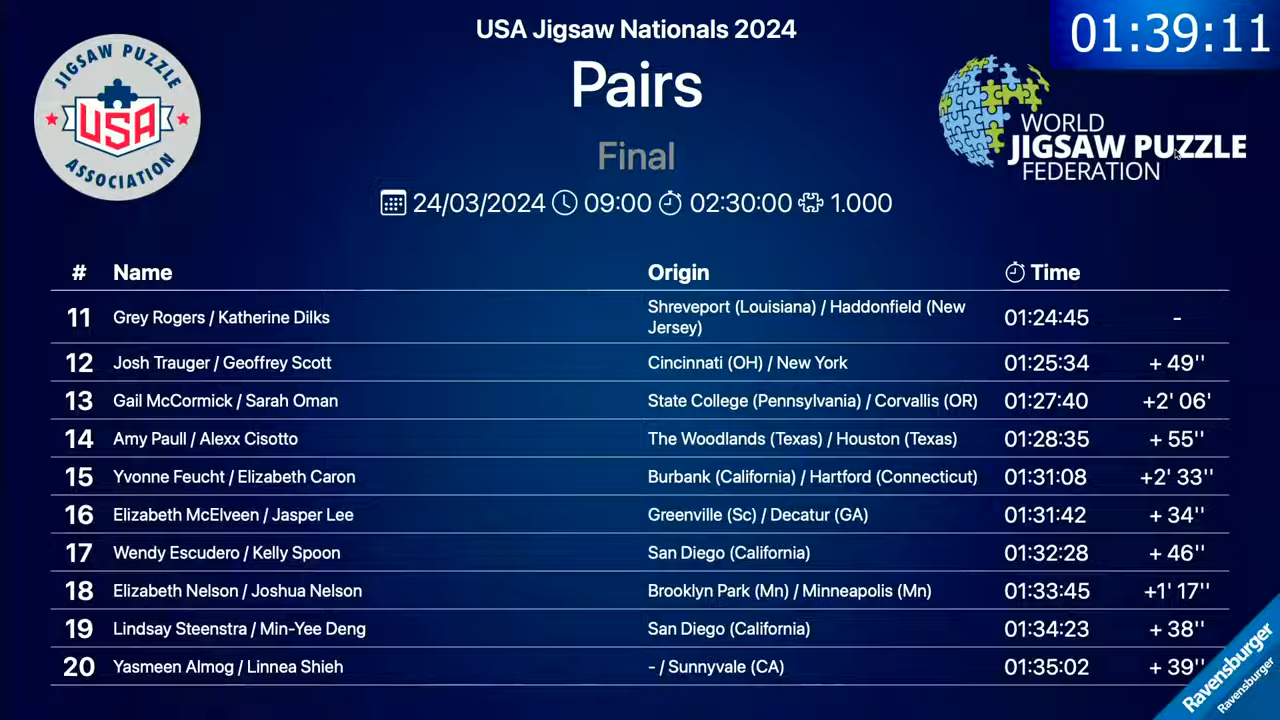 USA Jigsaw Nationals 2024
01:39:11
Pairs
JIGSAW PUZZLE
USA
ASSOCIATION
WORLD
JIGSAW PUZZLE
FEDERATION
Final
24/03/2024 09:00 02:30:00 1.000
# Name Origin Time
11 Grey Rogers / Katherine Dilks Shreveport (Louisiana) / Haddonfield (New Jersey) 01:24:45 -
12 Josh Trauger / Geoffrey Scott Cincinnati (OH) / New York 01:25:34 + 49''
13 Gail McCormick / Sarah Oman State College (Pennsylvania) / Corvallis (OR) 01:27:40 +2' 06'
14 Amy Paull / Alexx Cisotto The Woodlands (Texas) / Houston (Texas) 01:28:35 + 55''
15 Yvonne Feucht / Elizabeth Caron Burbank (California) / Hartford (Connecticut) 01:31:08 +2' 33''
16 Elizabeth McElveen / Jasper Lee Greenville (Sc) / Decatur (GA) 01:31:42 + 34''
17 Wendy Escudero / Kelly Spoon San Diego (California) 01:32:28 + 46''
18 Elizabeth Nelson / Joshua Nelson Brooklyn Park (Mn) / Minneapolis (Mn) 01:33:45 +1' 17''
19 Lindsay Steenstra / Min-Yee Deng San Diego (California) 01:34:23 + 38''
20 Yasmeen Almog / Linnea Shieh - / Sunnyvale (CA) 01:35:02 + 39''
Ravensburger
Ravensburger